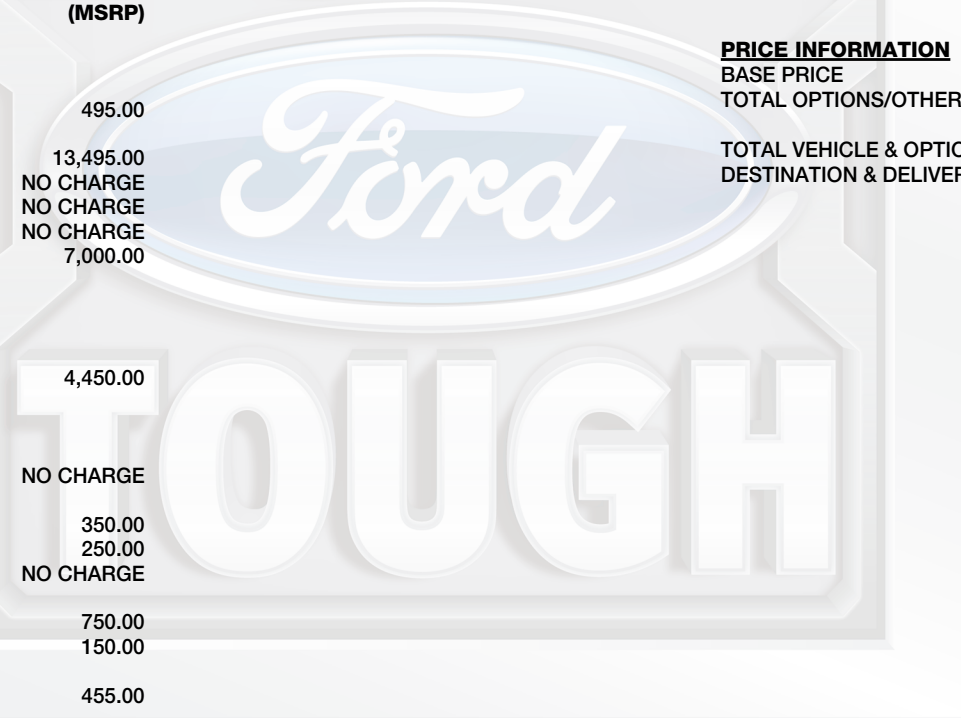 (MSRP)
495.00
13,495.00
NO CHARGE
NO CHARGE
NO CHARGE
7,000.00
4,450.00
NO CHARGE
350.00
250.00
NO CHARGE
750.00
150.00
455.00
PRICE INFORMATION
BASE PRICE
TOTAL OPTIONS/OTHER
TOTAL VEHICLE & OPTIO
DESTINATION & DELIVER
Ford
TOUGH